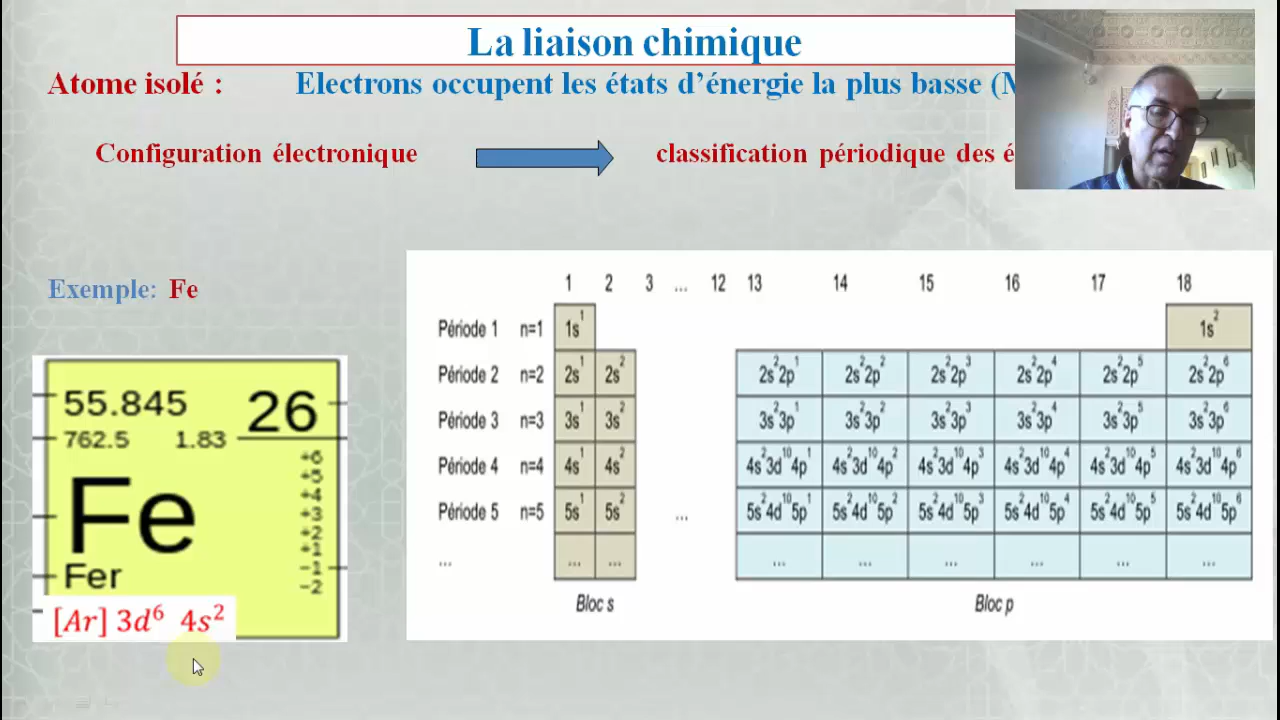 La liaison chimique
Atome isolé : Electrons occupent les états d'énergie la plus basse (
Configuration électronique classification périodique des é
Exemple: Fe
55.845 26
762.5 1.83
+6
+5
+4
+3
+2
+1
−1
−2
Fe
Fer
[Ar] 3d⁶ 4s²
1 2 3 ... 12 13 14 15 16 17 18
Période 1 n=1 1s¹ 1s²
Période 2 n=2 2s¹ 2s² 2s²2p¹ 2s²2p² 2s²2p³ 2s²2p⁴ 2s²2p⁵ 2s²2p⁶
Période 3 n=3 3s¹ 3s² 3s²3p¹ 3s²3p² 3s²3p³ 3s²3p⁴ 3s²3p⁵ 3s²3p⁶
Période 4 n=4 4s¹ 4s² 4s²3d¹⁰4p¹ 4s²3d¹⁰4p² 4s²3d¹⁰4p³ 4s²3d¹⁰4p⁴ 4s²3d¹⁰4p⁵ 4s²3d¹⁰4p⁶
Période 5 n=5 5s¹ 5s² ... 5s²4d¹⁰5p¹ 5s²4d¹⁰5p² 5s²4d¹⁰5p³ 5s²4d¹⁰5p⁴ 5s²4d¹⁰5p⁵ 5s²4d¹⁰5p⁶
... ... ... ... ... ... ... ... ...
Bloc s Bloc p